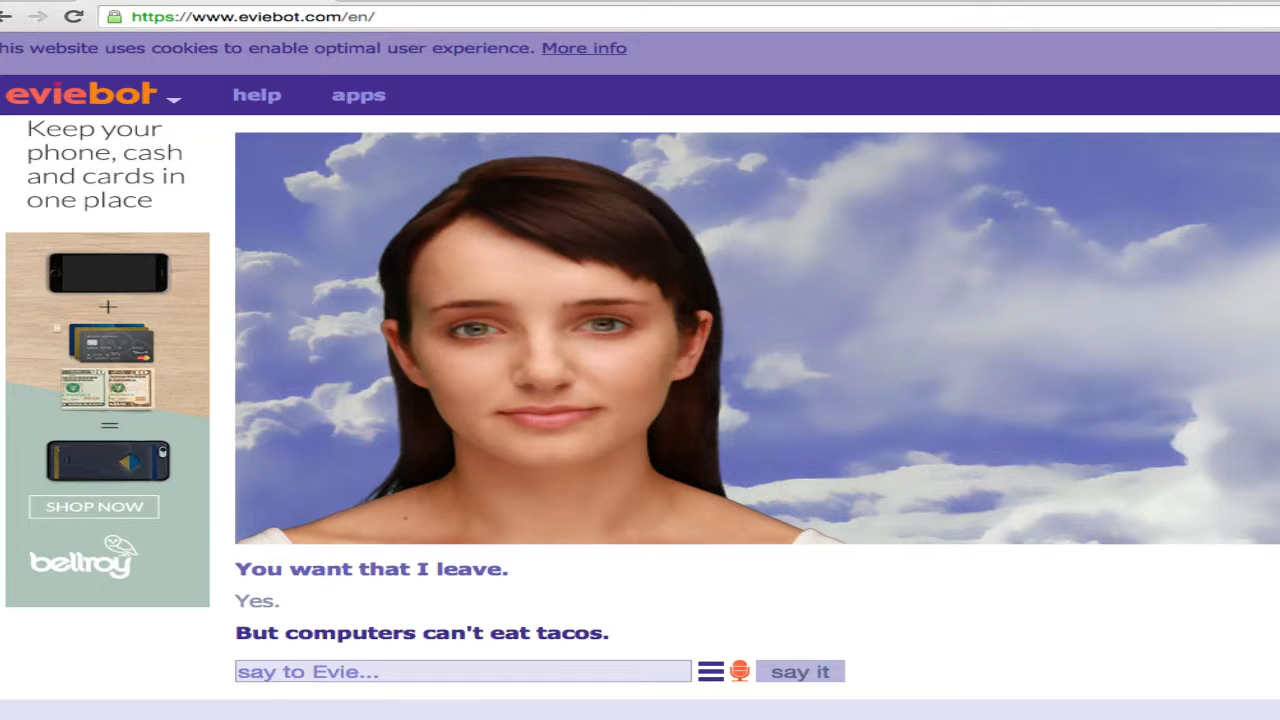 https://www.eviebot.com/en/
his website uses cookies to enable optimal user experience. More info
eviebot help apps
Keep your
phone, cash
and cards in
one place
SHOP NOW
bellroy
You want that I leave.
Yes.
But computers can't eat tacos.
say to Evie... say it